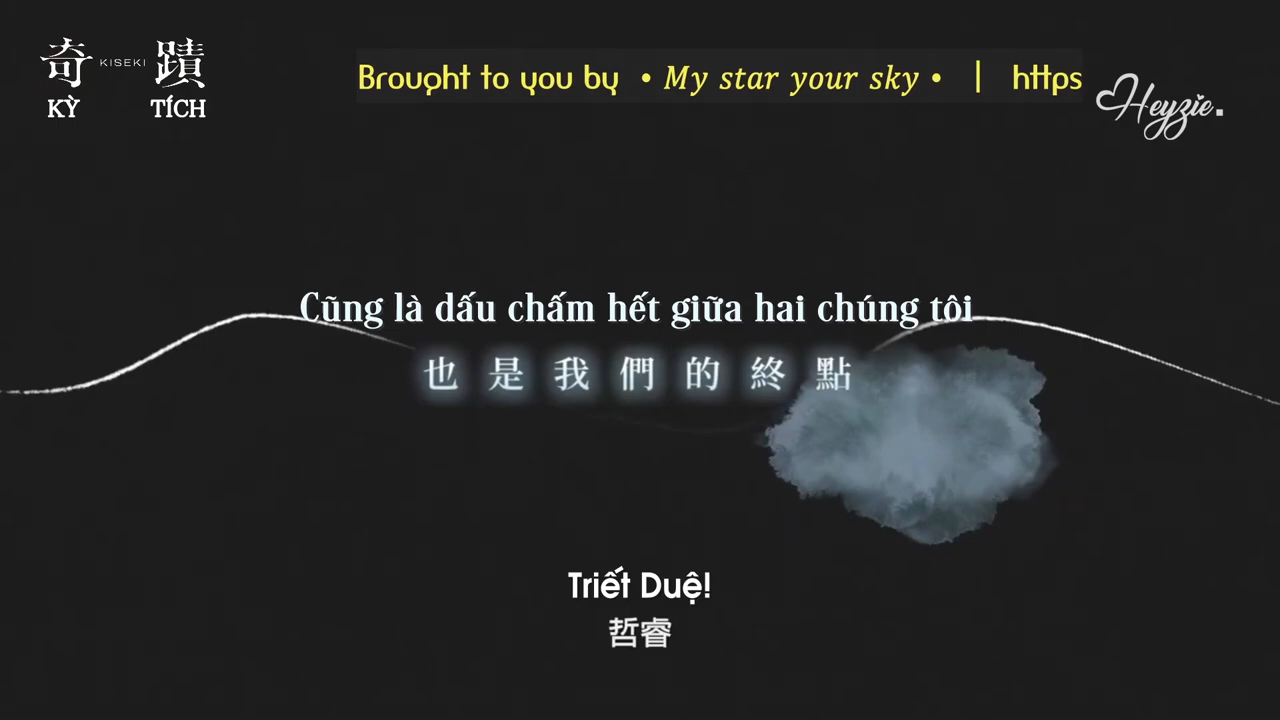 奇 KISEKI 蹟
KỲ TÍCH
Brought to you by • My star your sky • | https
Heyzie.
Cũng là dấu chấm hết giữa hai chúng tôi
也是我們的終點
Triết Duệ!
哲睿